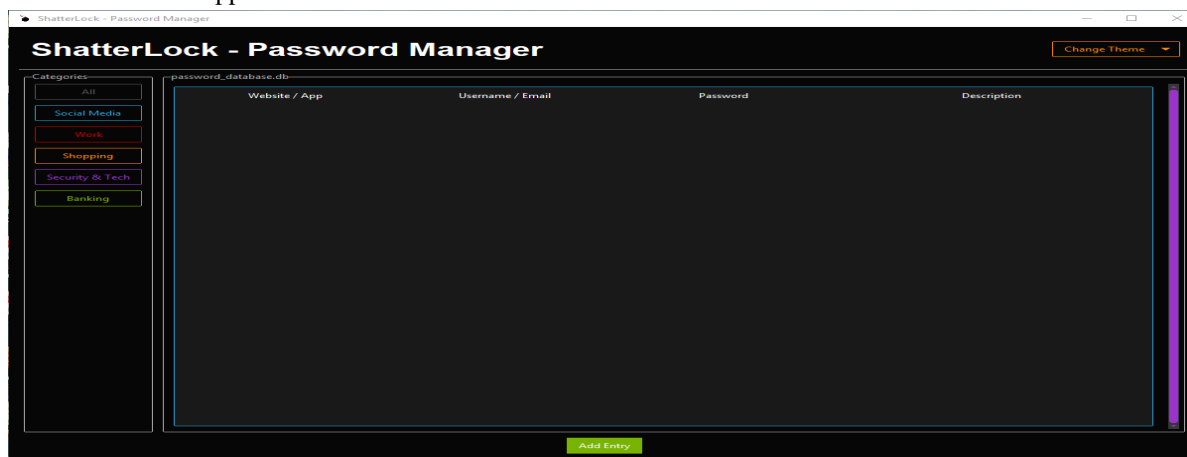 ShatterLock - Password Manager
ShatterLock - Password Manager
Change Theme
Categories
password_database.db
All
Social Media
Work
Shopping
Security & Tech
Banking
Website / App Username / Email Password Description
Add Entry